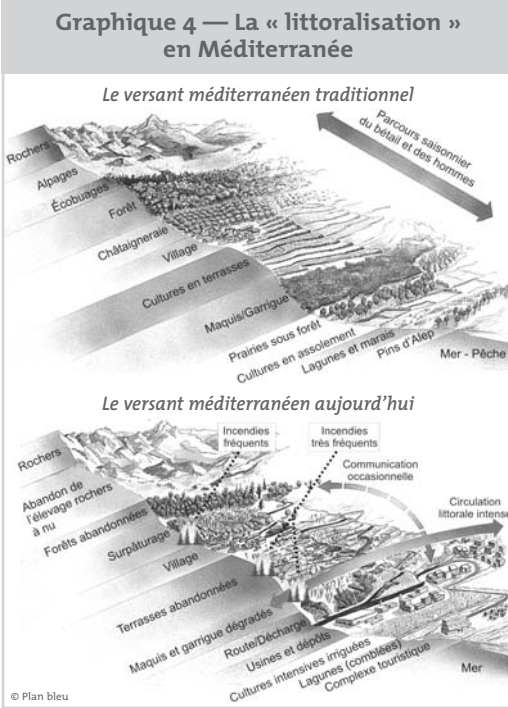 Graphique 4 — La « littoralisation »
en Méditerranée
Le versant méditerranéen traditionnel
Parcours saisonnier
du bétail et des hommes
Rochers
Alpages
Écobuages
Forêt
Châtaigneraie
Village
Cultures en terrasses
Maquis/Garrigue
Prairies sous forêt
Cultures en assolement
Lagunes et marais
Pins d'Alep
Mer - Pêche
Le versant méditerranéen aujourd'hui
Incendies
fréquents
Incendies
très fréquents
Communication
occasionnelle
Circulation
littorale intense
Rochers
Abandon de
l'élevage rochers
à nu
Forêts abandonnées
Surpâturage
Village
Terrasses abandonnées
Maquis et garrigue dégradés
Route/Décharge
Usines et dépôts
Cultures intensives irriguées
Lagunes (comblées)
Complexe touristique
Mer
© Plan bleu